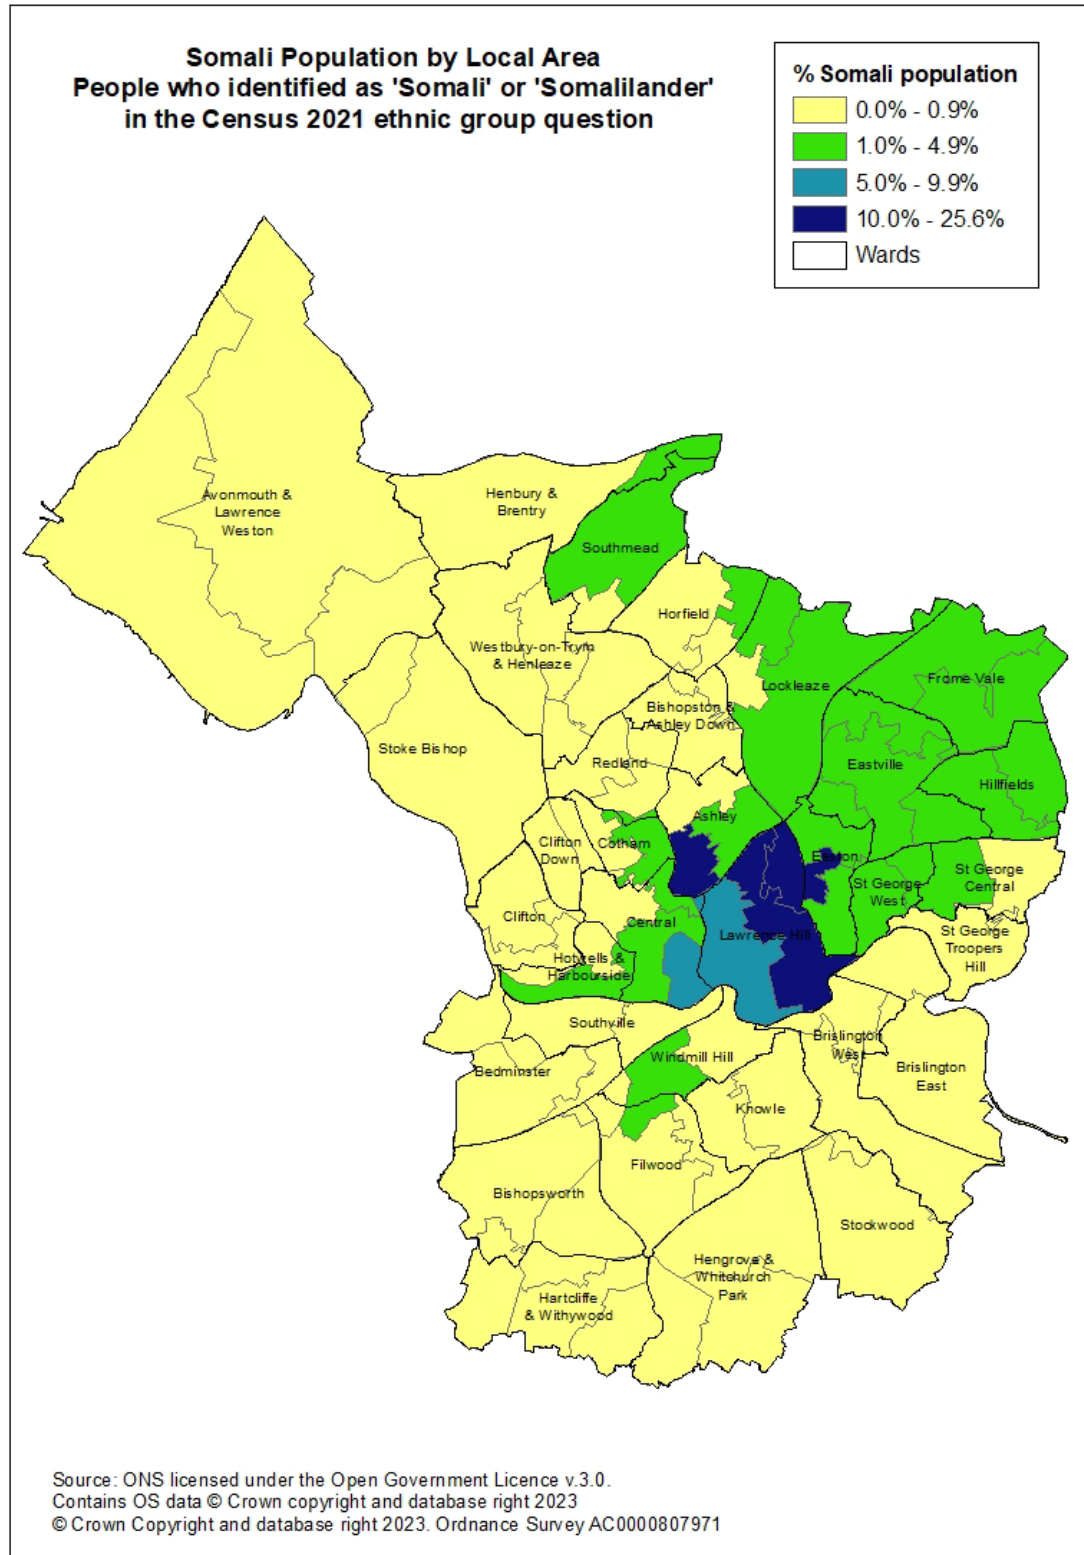 Somali Population by Local Area
People who identified as 'Somali' or 'Somalilander'
in the Census 2021 ethnic group question
% Somali population
0.0% - 0.9%
1.0% - 4.9%
5.0% - 9.9%
10.0% - 25.6%
Wards
Avonmouth &
Lawrence
Weston
Henbury &
Brentry
Southmead
Horfield
Westbury-on-Trym
& Henleaze
Lockleaze
Frome Vale
Bishopston &
Ashley Down
Stoke Bishop
Redland
Eastville
Hillfields
Ashley
Clifton
Down
Cotham
Easton
St George
West
St George
Central
Clifton
Central
Lawrence Hill
St George
Troopers
Hill
Hotwells &
Harbourside
Southville
Windmill Hill
Brislington
West
Bedminster
Brislington
East
Knowle
Filwood
Bishopsworth
Stockwood
Hengrove &
Whitchurch
Park
Hartcliffe
& Withywood
Source: ONS licensed under the Open Government Licence v.3.0.
Contains OS data © Crown copyright and database right 2023
© Crown Copyright and database right 2023. Ordnance Survey AC0000807971